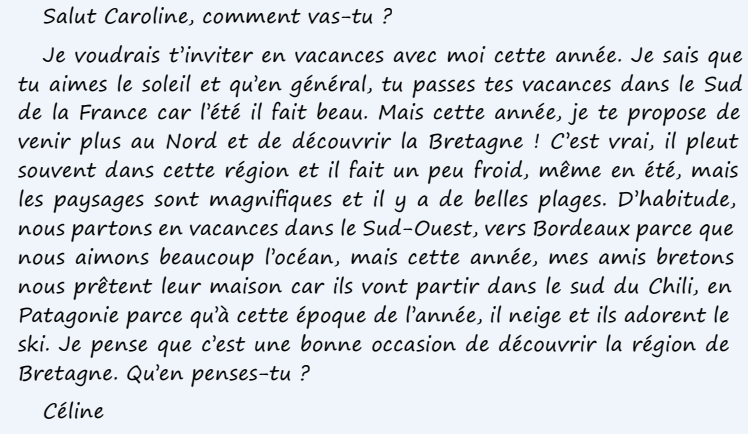 Salut Caroline, comment vas-tu ?
Je voudrais t'inviter en vacances avec moi cette année. Je sais que
tu aimes le soleil et qu'en général, tu passes tes vacances dans le Sud
de la France car l'été il fait beau. Mais cette année, je te propose de
venir plus au Nord et de découvrir la Bretagne ! C'est vrai, il pleut
souvent dans cette région et il fait un peu froid, même en été, mais
les paysages sont magnifiques et il y a de belles plages. D'habitude,
nous partons en vacances dans le Sud-Ouest, vers Bordeaux parce que
nous aimons beaucoup l'océan, mais cette année, mes amis bretons
nous prêtent leur maison car ils vont partir dans le sud du Chili, en
Patagonie parce qu'à cette époque de l'année, il neige et ils adorent le
ski. Je pense que c'est une bonne occasion de découvrir la région de
Bretagne. Qu'en penses-tu ?
Céline